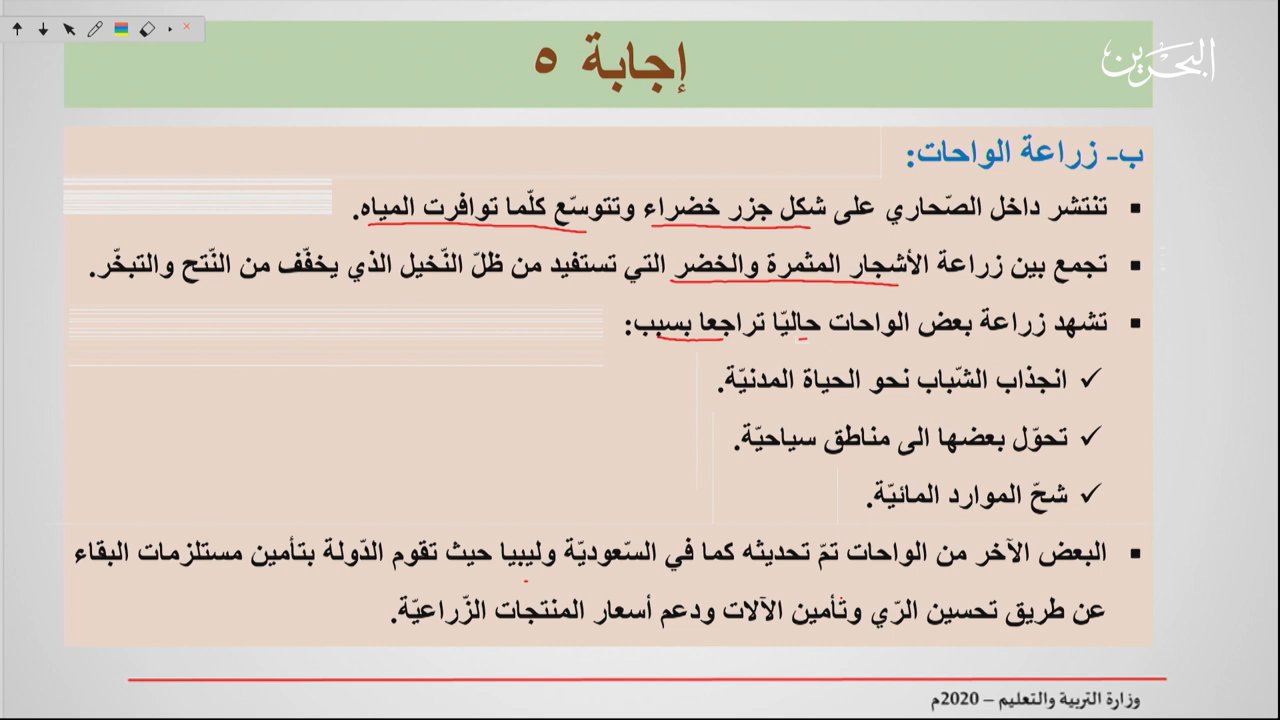 إجابة ٥
البحرين
ب- زراعة الواحات:
▪ تنتشر داخل الصّحاري على شكل جزر خضراء وتتوسّع كلّما توافرت المياه.
▪ تجمع بين زراعة الأشجار المثمرة والخضر التي تستفيد من ظلّ النّخيل الذي يخفّف من النّتح والتبخّر.
▪ تشهد زراعة بعض الواحات حاليّا تراجعا بسبب:
✓ انجذاب الشّباب نحو الحياة المدنيّة.
✓ تحوّل بعضها الى مناطق سياحيّة.
✓ شحّ الموارد المائيّة.
▪ البعض الآخر من الواحات تمّ تحديثه كما في السّعوديّة وليبيا حيث تقوم الدّولة بتأمين مستلزمات البقاء
عن طريق تحسين الرّي وتأمين الآلات ودعم أسعار المنتجات الزّراعيّة.
وزارة التربية والتعليم – 2020م